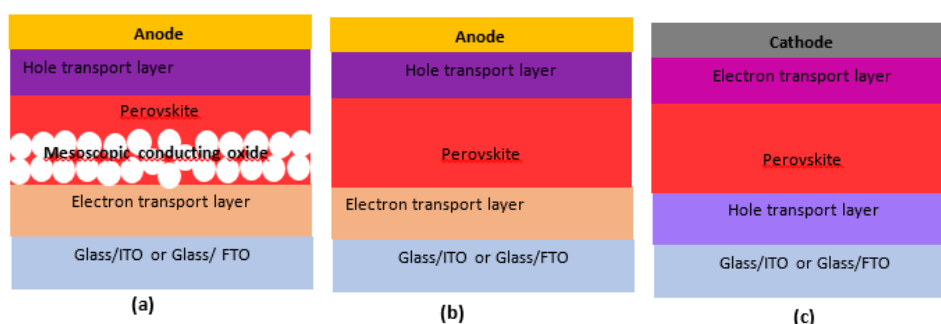 Anode
Hole transport layer
Perovskite
Mesoscopic conducting oxide
Electron transport layer
Glass/ITO or Glass/ FTO
(a)
Anode
Hole transport layer
Perovskite
Electron transport layer
Glass/ITO or Glass/FTO
(b)
Cathode
Electron transport layer
Perovskite
Hole transport layer
Glass/ITO or Glass/FTO
(c)